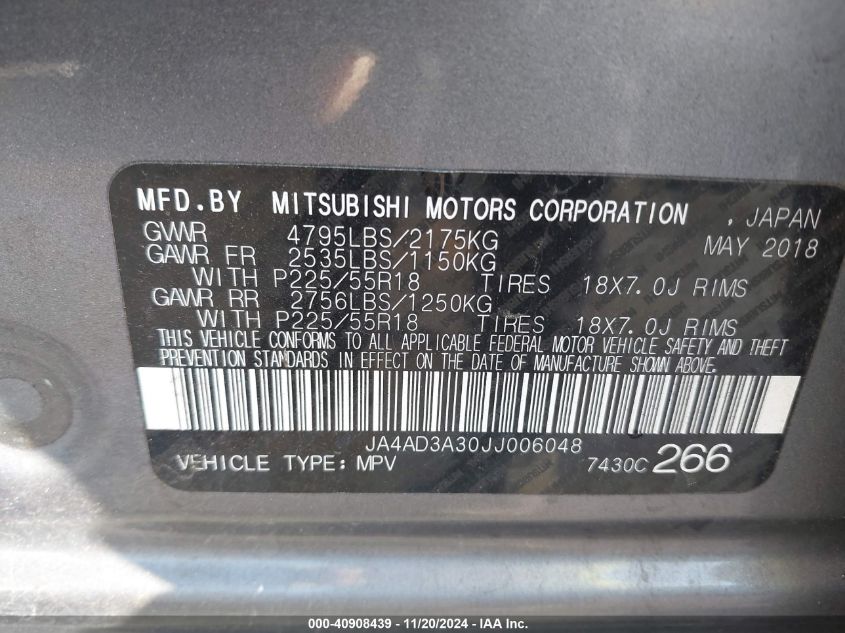 MFD.BY MITSUBISHI MOTORS CORPORATION , JAPAN
GVWR 4795LBS/2175KG MAY 2018
GAWR FR 2535LBS/1150KG
WITH P225/55R18 TIRES 18X7.0J RIMS
GAWR RR 2756LBS/1250KG
WITH P225/55R18 TIRES 18X7.0J RIMS
THIS VEHICLE CONFORMS TO ALL APPLICABLE FEDERAL MOTOR VEHICLE SAFETY AND THEFT
PREVENTION STANDARDS IN EFFECT ON THE DATE OF MANUFACTURE SHOWN ABOVE.
JA4AD3A30JJ006048
VEHICLE TYPE: MPV 7430C 266
000-40908439 - 11/20/2024 - IAA Inc.